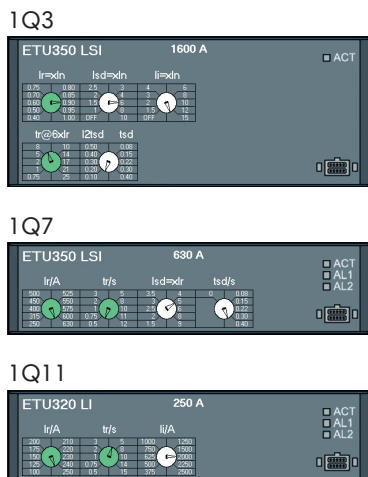 1Q3
ETU350 LSI 1600 A
ACT
Ir=xIn Isd=xIn Ii=xIn
0.75 0.80 2.5 3 4 6
0.70 0.85 2 4 3 8
0.60 0.90 1.5 6 2 10
0.50 0.95 1 8 1.5 12
0.40 1.00 OFF 10 OFF 15
tr@6xIr I2tsd tsd
8 10 0.50 0.08
5 14 0.40 0.15
2 17 0.30 0.22
1 21 0.20 0.30
0.75 25 0.10 0.40
1Q7
ETU350 LSI 630 A
ACT
AL1
AL2
Ir/A tr/s Isd=xIr tsd/s
500 525 3 5 3.5 4 0 0.08
450 550 2 8 3 5 0.15
400 575 1 10 2.5 6 0.22
315 600 0.75 11 2 8 0.30
250 630 0.5 12 1.5 9 0.40
1Q11
ETU320 LI 250 A
ACT
AL1
AL2
Ir/A tr/s Ii/A
200 210 3 5 1000 1250
175 220 2 8 750 1500
150 230 1 10 625 2000
125 240 0.75 14 500 2250
100 250 0.5 15 375 2500